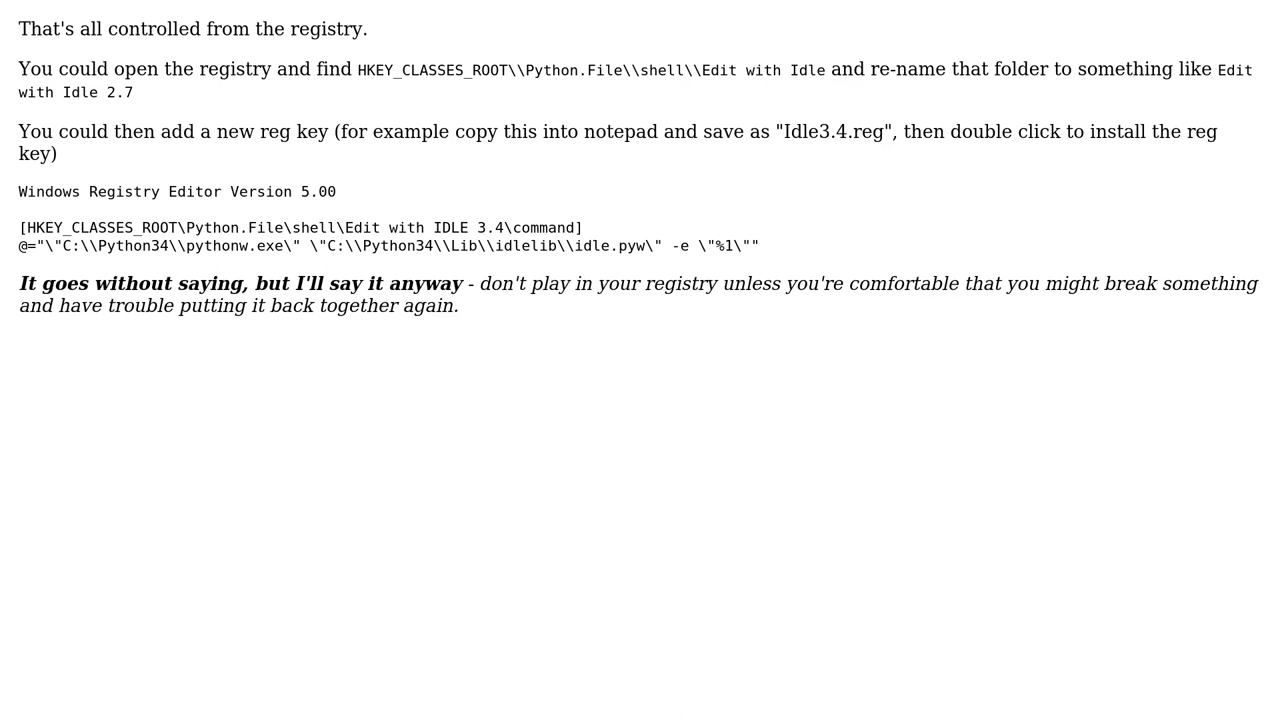 That's all controlled from the registry.
You could open the registry and find HKEY_CLASSES_ROOT\\Python.File\\shell\\Edit with Idle and re-name that folder to something like Edit
with Idle 2.7
You could then add a new reg key (for example copy this into notepad and save as "Idle3.4.reg", then double click to install the reg
key)
Windows Registry Editor Version 5.00
[HKEY_CLASSES_ROOT\Python.File\shell\Edit with IDLE 3.4\command]
@="\"C:\\Python34\\pythonw.exe\" \"C:\\Python34\\Lib\\idlelib\\idle.pyw\" -e \"%1\""
It goes without saying, but I'll say it anyway - don't play in your registry unless you're comfortable that you might break something
and have trouble putting it back together again.